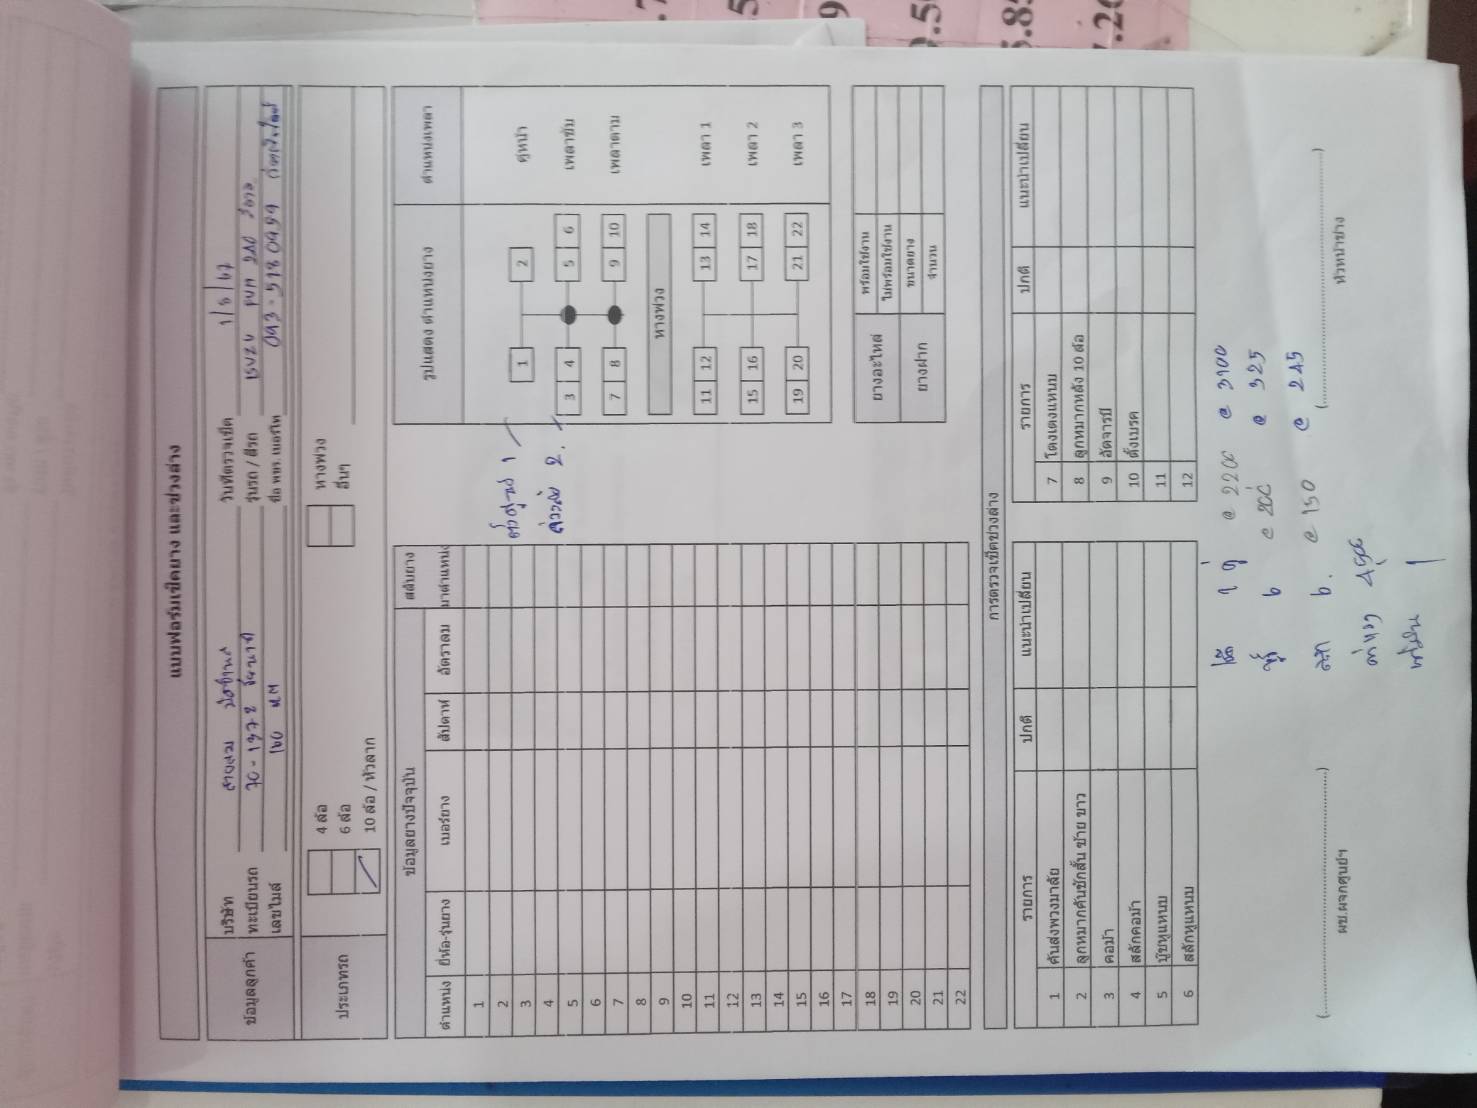 แบบฟอร์มเช็คยาง และช่วงล่าง
ข้อมูลลูกค้า
บริษัท
วันที่ตรวจเช็ค 1/8/67
ทะเบียนรถ 70-1372 ชัยนาท
รุ่นรถ / สีรถ ISUZU FVM 240
เลขไมล์ 160
ชื่อ พขร. เบอร์โทร 093-5180999
ประเภทรถ
4 ล้อ
6 ล้อ
10 ล้อ / หัวลาก
หางพ่วง
อื่นๆ
ข้อมูลยางปัจจุบัน สลับยาง
ตำแหน่ง ยี่ห้อ-รุ่นยาง เบอร์ยาง สัปดาห์ อัตราลม มาตำแหน่ง
1
2
3
4
5
6
7
8
9
10
11
12
13
14
15
16
17
18
19
20
21
22
1
2.
รูปแสดง ตำแหน่งยาง ตำแหน่งเพลา
1 2 คู่หน้า
3 4 5 6 เพลาขับ
7 8 9 10 เพลาตาม
หางพ่วง
11 12 13 14 เพลา 1
15 16 17 18 เพลา 2
19 20 21 22 เพลา 3
ยางอะไหล่ พร้อมใช้งาน
ไม่พร้อมใช้งาน
ยางฝาก ขนาดยาง
จำนวน
การตรวจเช็คช่วงล่าง
รายการ ปกติ แนะนำเปลี่ยน
1 คันส่งพวงมาลัย
2 ลูกหมากคันชักสั้น ซ้าย ขาว
3 คอม้า
4 สลักคอม้า
5 บู๊ชหูแหนบ
6 สลักหูแหนบ
รายการ ปกติ แนะนำเปลี่ยน
7 โตงเตงแหนบ
8 ลูกหมากหลัง 10 ล้อ
9 อัดจารบี
10 ตั้งเบรค
11
12
1 คู่ @ 2200 @ 3100
6 @ 200 @ 325
6. @ 150 @ 245
ค่าแรง 4500
1
(..........................................................)
ผช.ผจกศูนย์ฯ
(..........................................................)
หัวหน้าช่าง